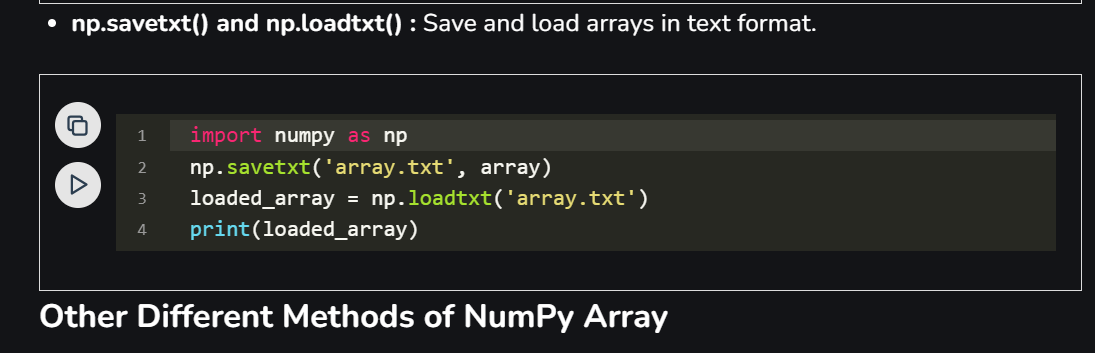 • np.savetxt() and np.loadtxt() : Save and load arrays in text format.
1 import numpy as np
2 np.savetxt('array.txt', array)
3 loaded_array = np.loadtxt('array.txt')
4 print(loaded_array)
Other Different Methods of NumPy Array